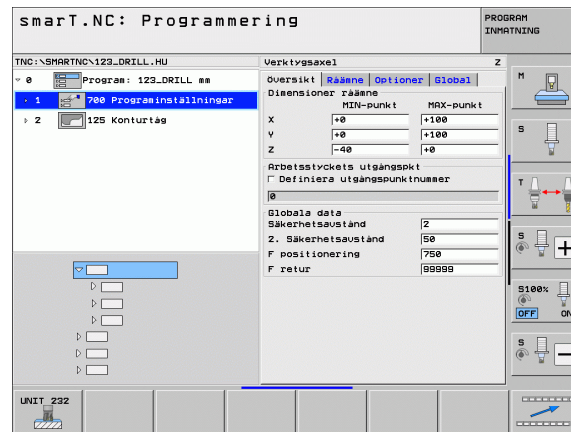 smarT.NC: Programmering
PROGRAM
INMATNING
TNC:\SMARTNC\123_DRILL.HU
0 Program: 123_DRILL mm
1 700 Programinställningar
2 125 Konturtåg
Verktygsaxel Z
Översikt Råämne Optioner Global
Dimensioner råämne
MIN-punkt MAX-punkt
X +0 +100
Y +0 +100
Z -40 +0
Arbetsstyckets utgångspkt
Definiera utgångspunktnummer
0
Globala data
Säkerhetsavstånd 2
2. Säkerhetsavstånd 50
F positionering 750
F retur 99999
M
S
T
S
S100%
OFF ON
S
UNIT 232